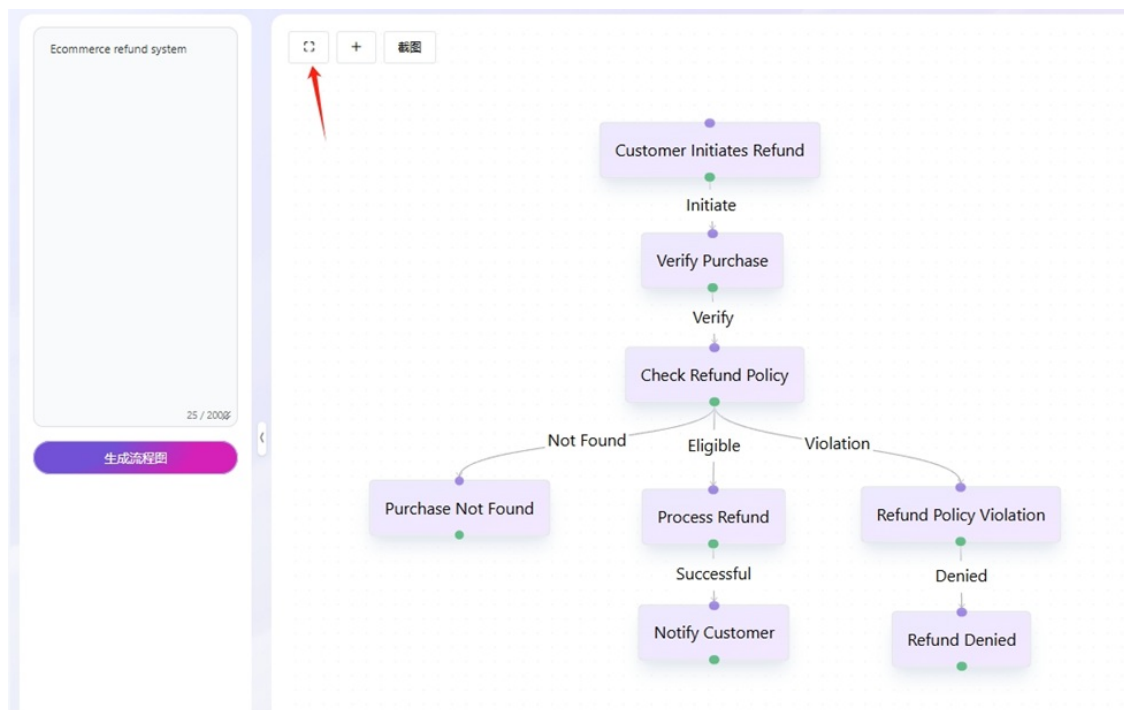 Ecommerce refund system
25 / 2000
生成流程图
截图
Customer Initiates Refund
Initiate
Verify Purchase
Verify
Check Refund Policy
Not Found
Eligible
Violation
Purchase Not Found
Process Refund
Refund Policy Violation
Successful
Denied
Notify Customer
Refund Denied